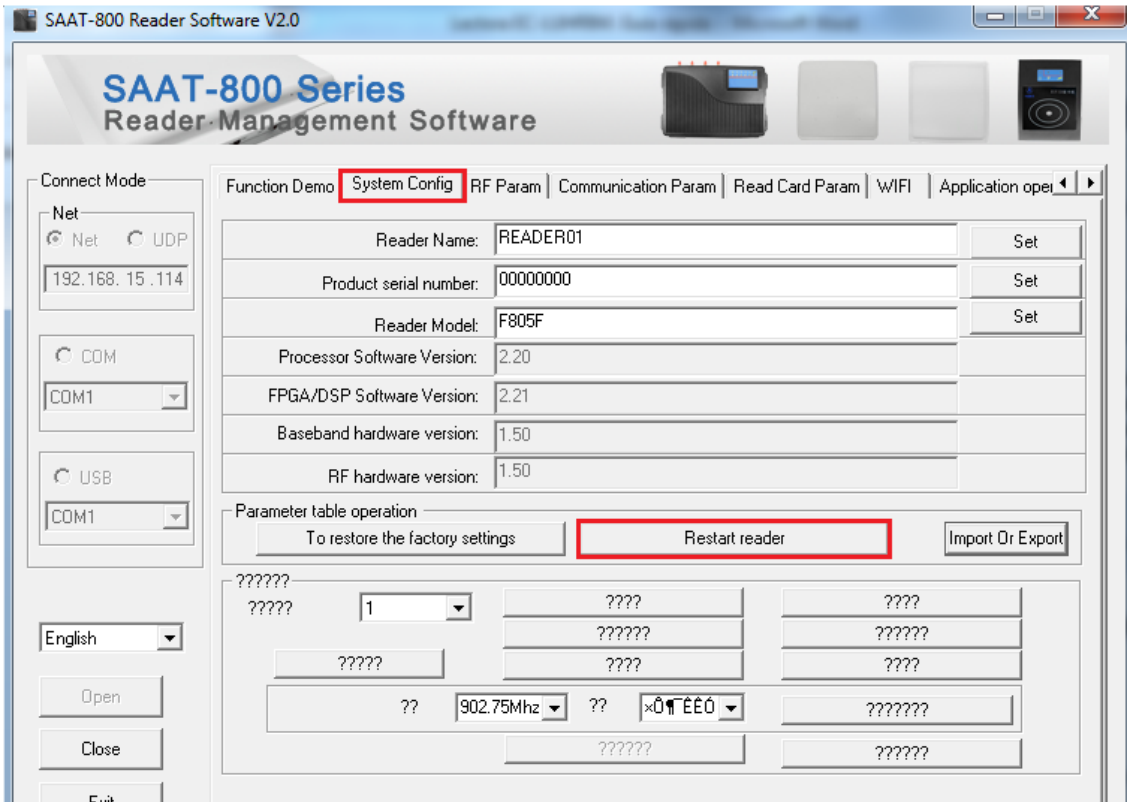 SAAT-800 Reader Software V2.0
SAAT-800 Series
Reader Management Software
Connect Mode
Net
Net UDP
192.168. 15 .114
COM
COM1
USB
COM1
English
Open
Close
Exit
Function Demo System Config RF Param Communication Param Read Card Param WIFI Application oper
Reader Name: READER01 Set
Product serial number: 00000000 Set
Reader Model: F805F Set
Processor Software Version: 2.20
FPGA/DSP Software Version: 2.21
Baseband hardware version: 1.50
RF hardware version: 1.50
Parameter table operation
To restore the factory settings Restart reader Import Or Export
??????
????? 1 ???? ????
?????? ??????
????? ???? ????
?? 902.75Mhz ?? ×Ô¶¯ÊÊÓ ???????
?????? ??????